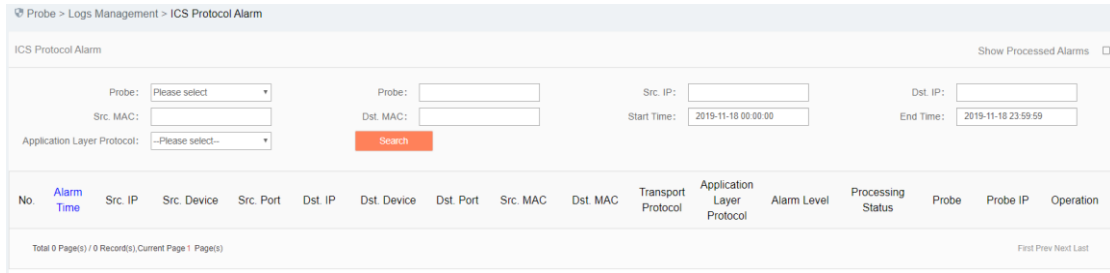 Probe > Logs Management > ICS Protocol Alarm
ICS Protocol Alarm Show Processed Alarms
Probe: Please select Probe: Src. IP: Dst. IP:
Src. MAC: Dst. MAC: Start Time: 2019-11-18 00:00:00 End Time: 2019-11-18 23:59:59
Application Layer Protocol: --Please select-- Search
No. Alarm Time Src. IP Src. Device Src. Port Dst. IP Dst. Device Dst. Port Src. MAC Dst. MAC Transport Protocol Application Layer Protocol Alarm Level Processing Status Probe Probe IP Operation
Total 0 Page(s) / 0 Record(s),Current Page 1 Page(s) First Prev Next Last